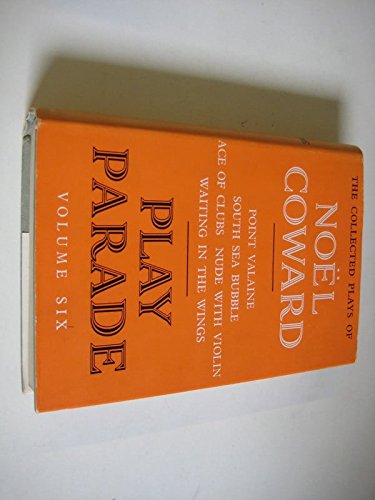 THE COLLECTED PLAYS OF
NOËL
COWARD
POINT VALAINE
SOUTH SEA BUBBLE
ACE OF CLUBS NUDE WITH VIOLIN
WAITING IN THE WINGS
PLAY
PARADE
VOLUME SIX